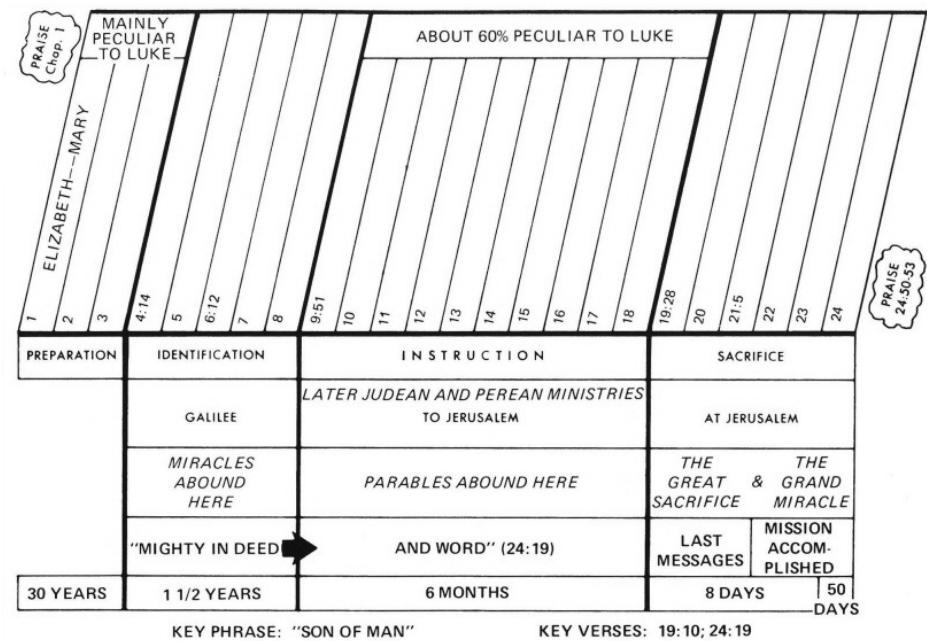 PRAISE
Chap. 1
MAINLY
PECULIAR
TO LUKE
ABOUT 60% PECULIAR TO LUKE
ELIZABETH---MARY
PRAISE
24:50-53
1 2 3 4:14 5 6:12 7 8 9:51 10 11 12 13 14 15 16 17 18 19:28 20 21:5 22 23 24
PREPARATION IDENTIFICATION INSTRUCTION SACRIFICE
LATER JUDEAN AND PEREAN MINISTRIES
GALILEE TO JERUSALEM AT JERUSALEM
MIRACLES
ABOUND
HERE
PARABLES ABOUND HERE
THE
GREAT
SACRIFICE
&
THE
GRAND
MIRACLE
"MIGHTY IN DEED AND WORD" (24:19)
LAST
MESSAGES
MISSION
ACCOM-
PLISHED
30 YEARS 1 1/2 YEARS 6 MONTHS 8 DAYS 50
DAYS
KEY PHRASE: "SON OF MAN" KEY VERSES: 19:10; 24:19